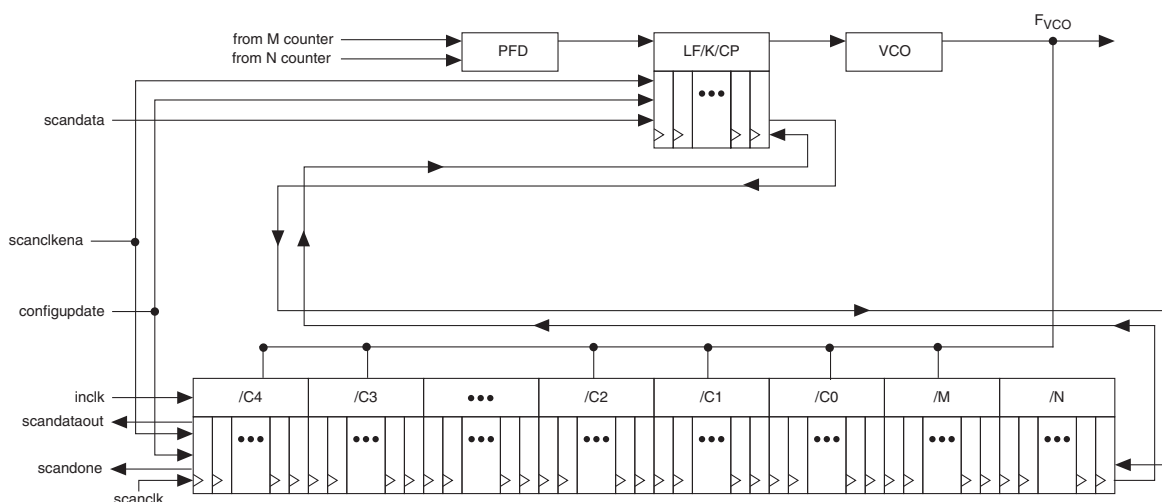 F_VCO
from M counter
from N counter
PFD
LF/K/CP
VCO
scandata
scanclkena
configupdate
inclk
/C4 /C3 ••• /C2 /C1 /C0 /M /N
scandataout
scandone
scanclk